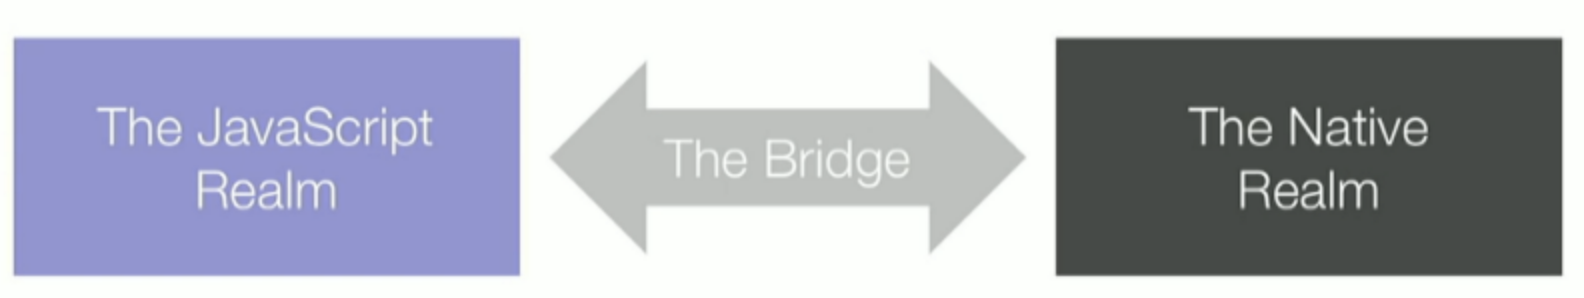 The JavaScript
Realm
The Bridge
The Native
Realm